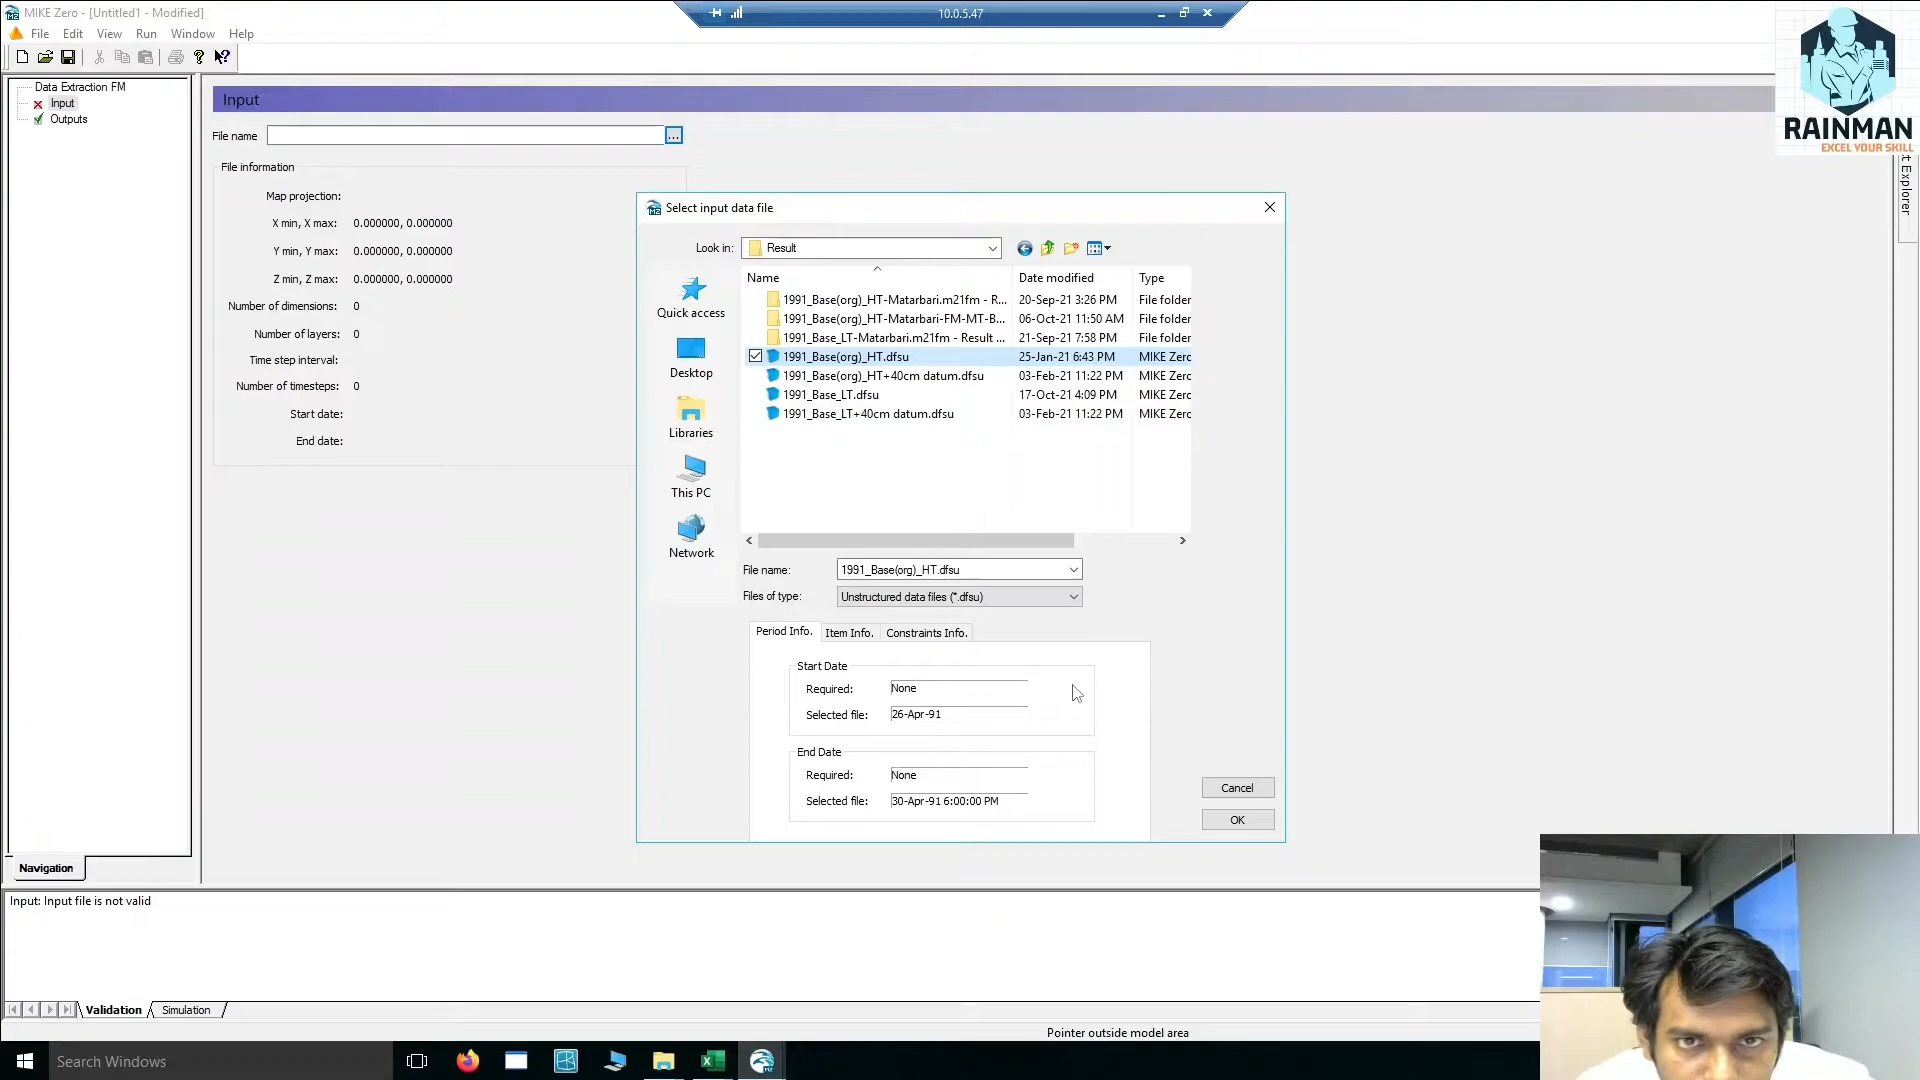 MIKE Zero - [Untitled1 - Modified]
10.0.5.47
File Edit View Run Window Help
RAINMAN
EXCEL YOUR SKILL
Data Extraction FM
Input
Outputs
Input
File name
...
File information
Map projection:
X min, X max: 0.000000, 0.000000
Y min, Y max: 0.000000, 0.000000
Z min, Z max: 0.000000, 0.000000
Number of dimensions: 0
Number of layers: 0
Time step interval:
Number of timesteps: 0
Start date:
End date:
t Explorer
Select input data file
Look in: Result
Quick access
Desktop
Libraries
This PC
Network
Name Date modified Type
1991_Base(org)_HT-Matarbari.m21fm - R... 20-Sep-21 3:26 PM File folder
1991_Base(org)_HT-Matarbari-FM-MT-B... 06-Oct-21 11:50 AM File folder
1991_Base_LT-Matarbari.m21fm - Result ... 21-Sep-21 7:58 PM File folder
1991_Base(org)_HT.dfsu 25-Jan-21 6:43 PM MIKE Zerc
1991_Base(org)_HT+40cm datum.dfsu 03-Feb-21 11:22 PM MIKE Zerc
1991_Base_LT.dfsu 17-Oct-21 4:09 PM MIKE Zerc
1991_Base_LT+40cm datum.dfsu 03-Feb-21 11:22 PM MIKE Zerc
File name: 1991_Base(org)_HT.dfsu
Files of type: Unstructured data files (*.dfsu)
Period Info. Item Info. Constraints Info.
Start Date
Required: None
Selected file: 26-Apr-91
End Date
Required: None
Selected file: 30-Apr-91 6:00:00 PM
Cancel
OK
Navigation
Input: Input file is not valid
Validation Simulation
Pointer outside model area
Search Windows